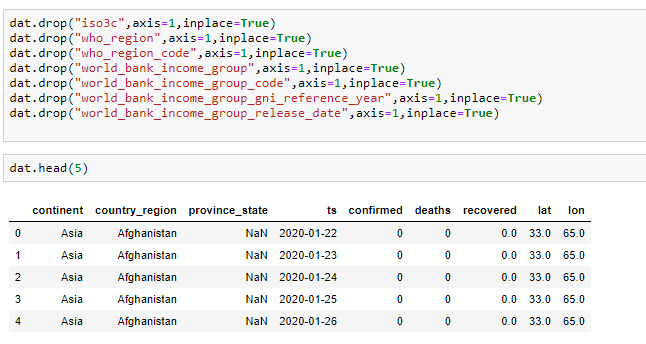 dat.drop("iso3c",axis=1,inplace=True)
dat.drop("who_region",axis=1,inplace=True)
dat.drop("who_region_code",axis=1,inplace=True)
dat.drop("world_bank_income_group",axis=1,inplace=True)
dat.drop("world_bank_income_group_code",axis=1,inplace=True)
dat.drop("world_bank_income_group_gni_reference_year",axis=1,inplace=True)
dat.drop("world_bank_income_group_release_date",axis=1,inplace=True)
dat.head(5)
continent country_region province_state ts confirmed deaths recovered lat lon
0 Asia Afghanistan NaN 2020-01-22 0 0 0.0 33.0 65.0
1 Asia Afghanistan NaN 2020-01-23 0 0 0.0 33.0 65.0
2 Asia Afghanistan NaN 2020-01-24 0 0 0.0 33.0 65.0
3 Asia Afghanistan NaN 2020-01-25 0 0 0.0 33.0 65.0
4 Asia Afghanistan NaN 2020-01-26 0 0 0.0 33.0 65.0